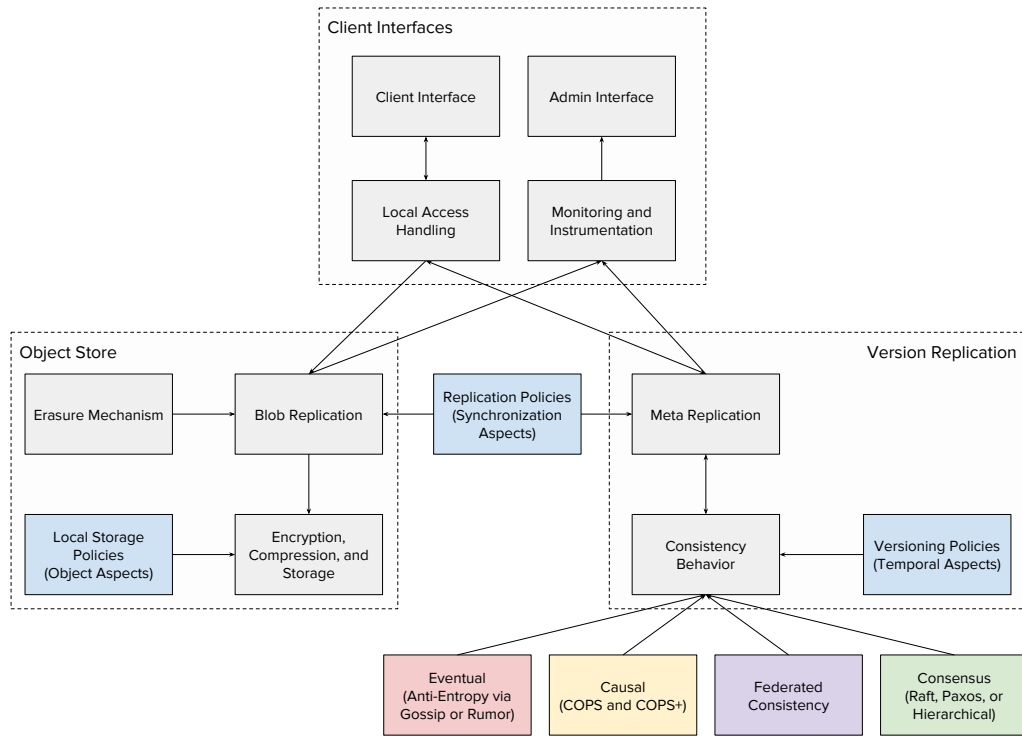 Client Interfaces
Client Interface
Admin Interface
Local Access
Handling
Monitoring and
Instrumentation
Object Store
Version Replication
Erasure Mechanism
Blob Replication
Replication Policies
(Synchronization
Aspects)
Meta Replication
Local Storage
Policies
(Object Aspects)
Encryption,
Compression, and
Storage
Consistency
Behavior
Versioning Policies
(Temporal Aspects)
Eventual
(Anti-Entropy via
Gossip or Rumor)
Causal
(COPS and COPS+)
Federated
Consistency
Consensus
(Raft, Paxos, or
Hierarchical)